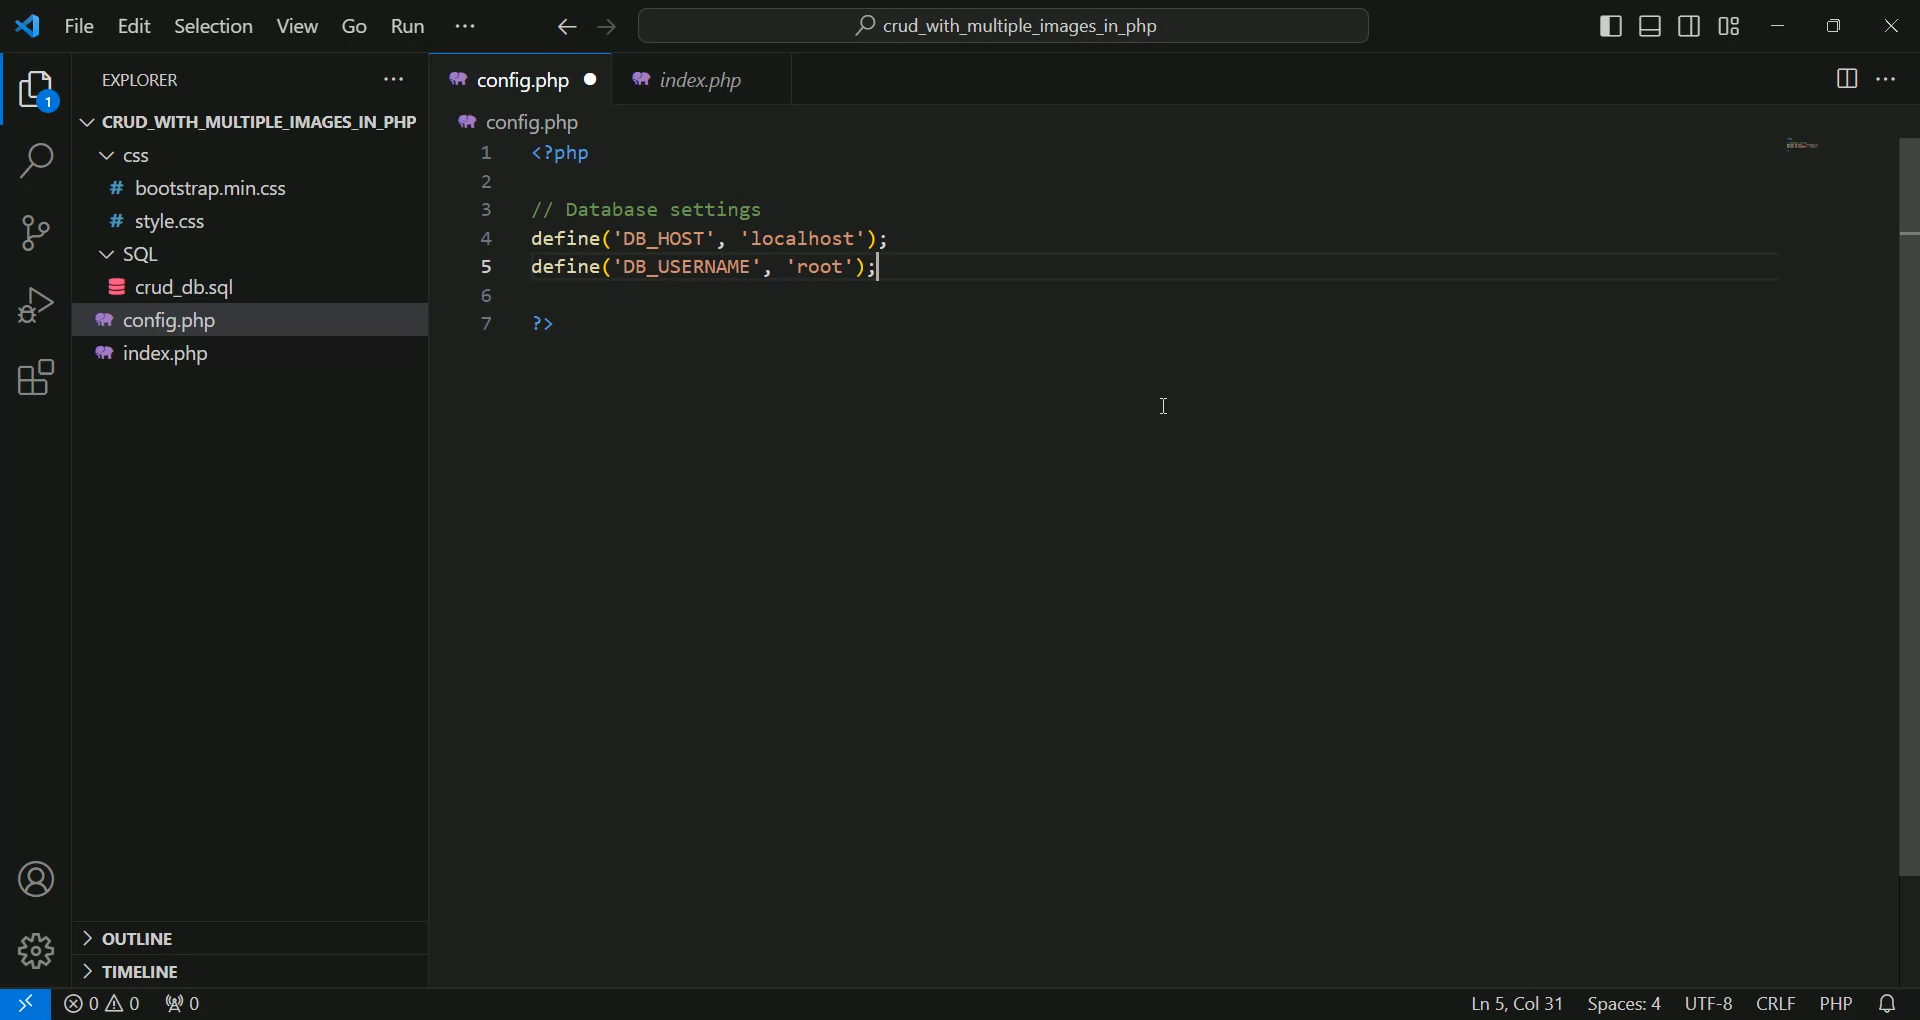 File Edit Selection View Go Run ...
crud_with_multiple_images_in_php
EXPLORER ...
CRUD_WITH_MULTIPLE_IMAGES_IN_PHP
css
# bootstrap.min.css
# style.css
SQL
crud_db.sql
config.php
index.php
OUTLINE
TIMELINE
config.php index.php
config.php
1 <?php
2
3 // Database settings
4 define('DB_HOST', 'localhost');
5 define('DB_USERNAME', 'root');
6
7 ?>
1
0 0 0
Ln 5, Col 31 Spaces: 4 UTF-8 CRLF PHP